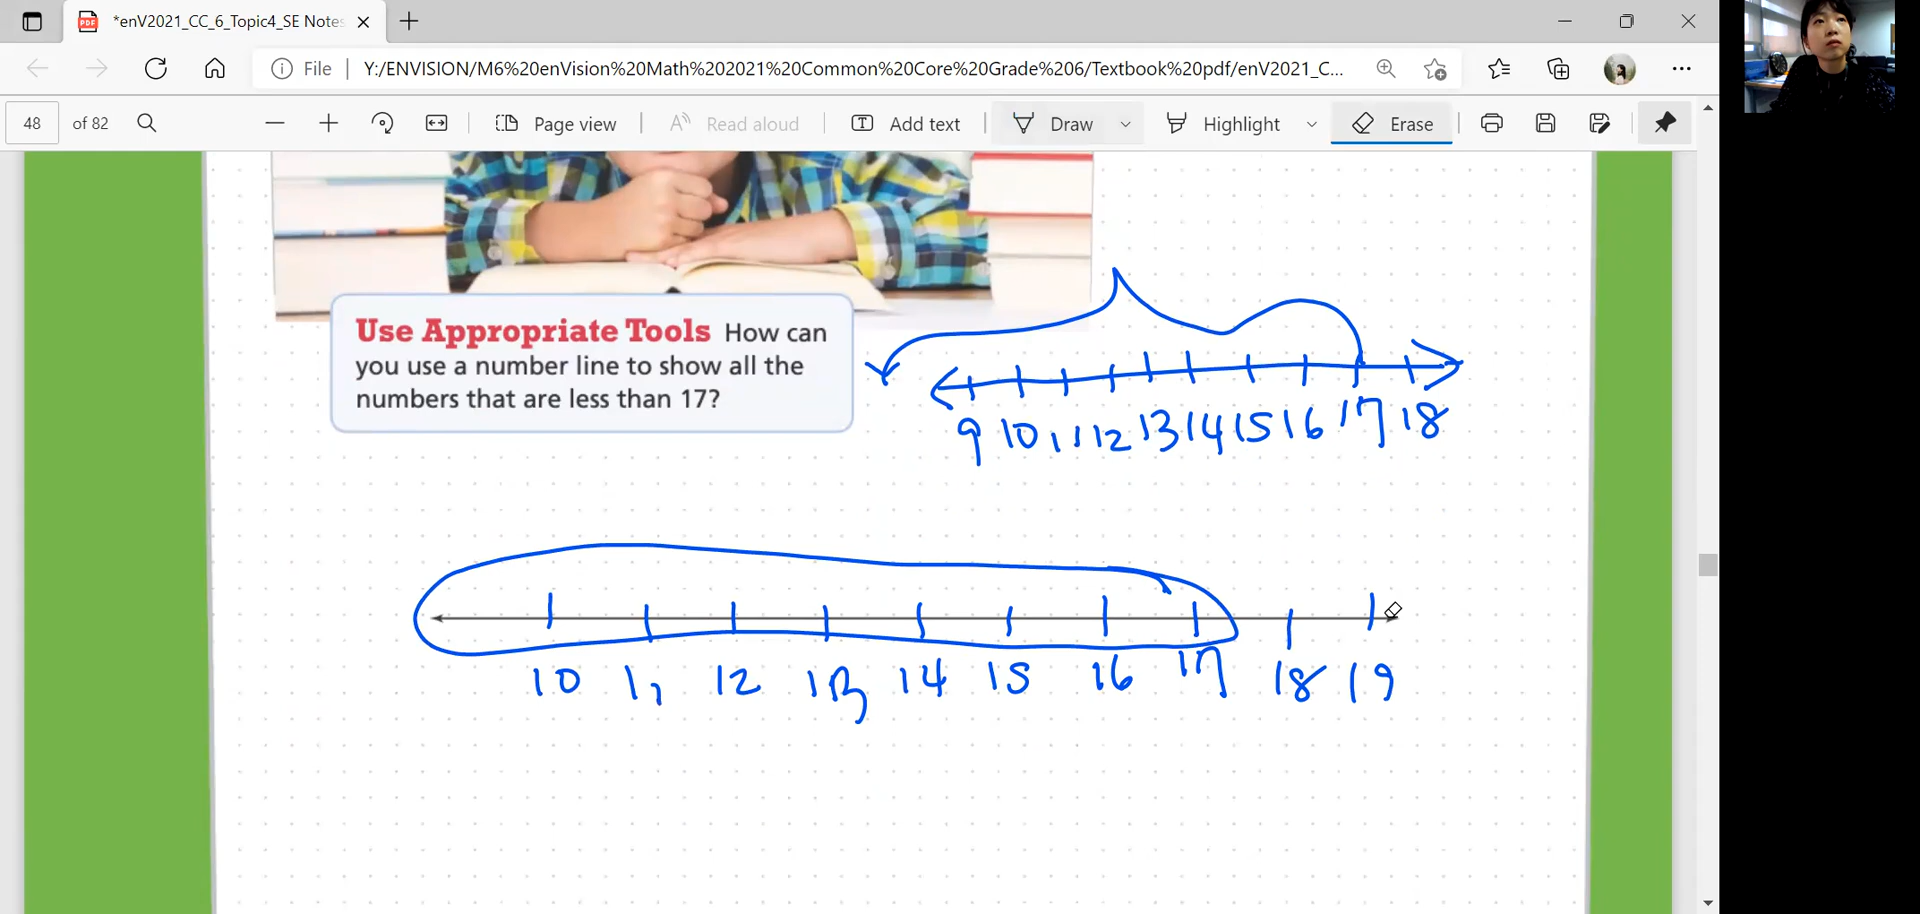 *enV2021_CC_6_Topic4_SE Notes
File Y:/ENVISION/M6%20enVision%20Math%202021%20Common%20Core%20Grade%206/Textbook%20pdf/enV2021_C...
48 of 82 Page view Read aloud Add text Draw Highlight Erase
Use Appropriate Tools How can
you use a number line to show all the
numbers that are less than 17?
9 10 11 12 13 14 15 16 17 18
10 11 12 13 14 15 16 17 18 19